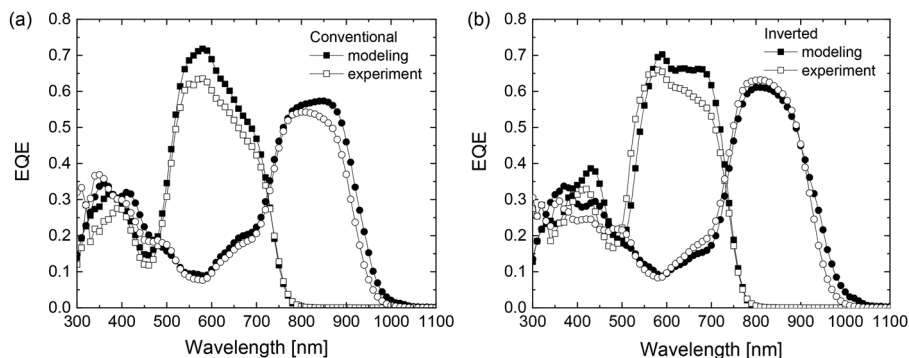 (a)
Conventional
modeling
experiment
EQE
0.8
0.7
0.6
0.5
0.4
0.3
0.2
0.1
0.0
300 400 500 600 700 800 900 1000 1100
Wavelength [nm]
(b)
Inverted
modeling
experiment
EQE
0.8
0.7
0.6
0.5
0.4
0.3
0.2
0.1
0.0
300 400 500 600 700 800 900 1000 1100
Wavelength [nm]